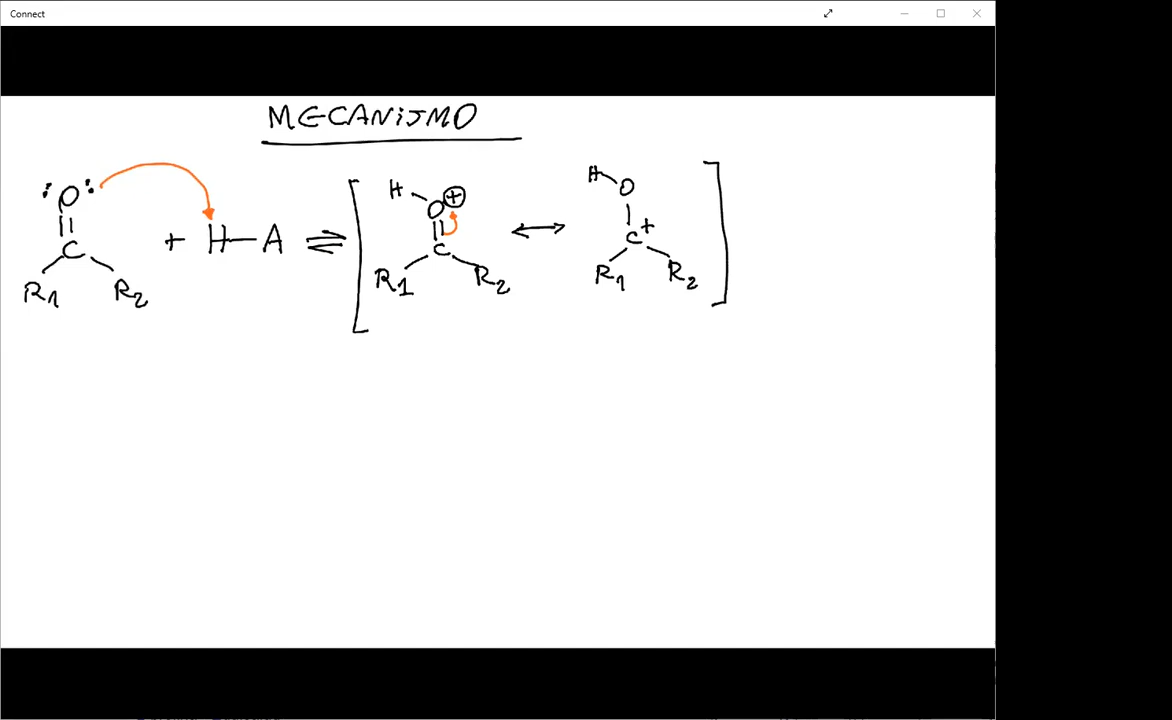 Connect
MECANISMO
:O: H O⊕ H O
+ H—A ⇌ ↔
C C C+
R1 R2 R1 R2 R1 R2